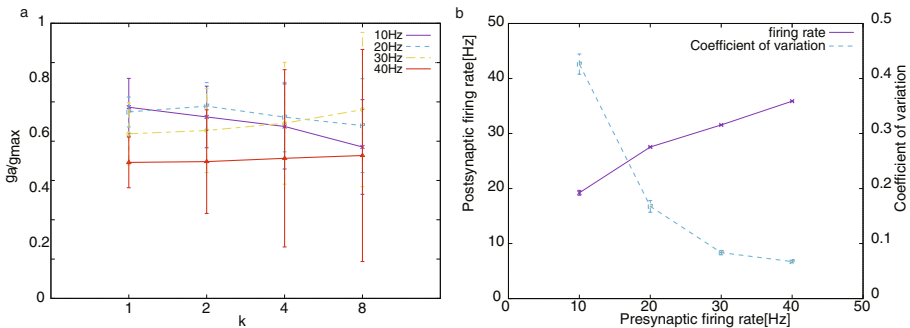 a
1
0.8
0.6
0.4
0.2
0
ga/gmax
1
2
4
8
k
10Hz
20Hz
30Hz
40Hz
b
50
40
30
20
10
0
Postsynaptic firing rate[Hz]
0
10
20
30
40
50
Presynaptic firing rate[Hz]
firing rate
Coefficient of variation
0.5
0.4
0.3
0.2
0.1
0
Coefficient of variation